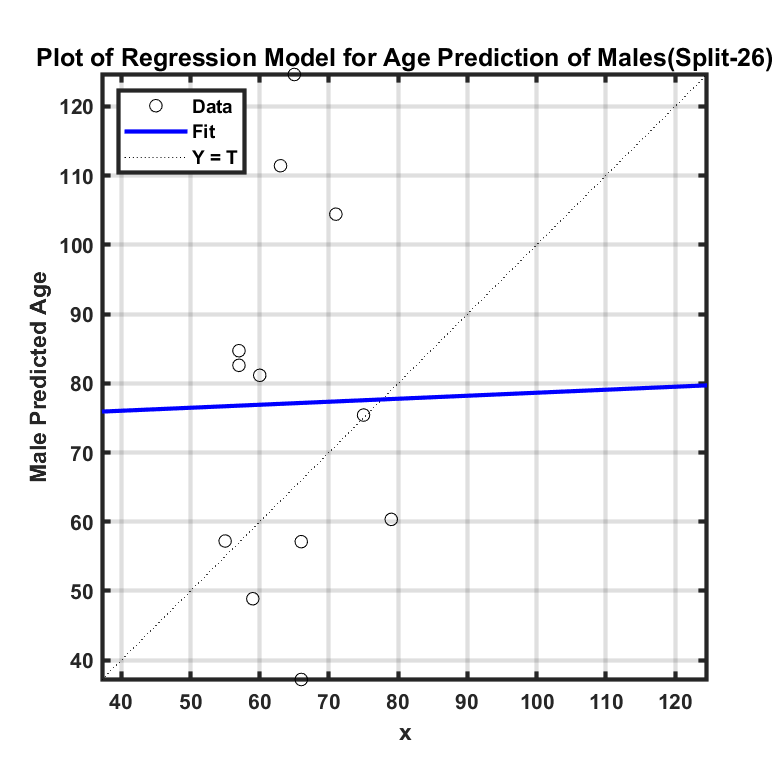 Plot of Regression Model for Age Prediction of Males(Split-26)
Data
Fit
Y = T
Male Predicted Age
120
110
100
90
80
70
60
50
40
40 50 60 70 80 90 100 110 120
x